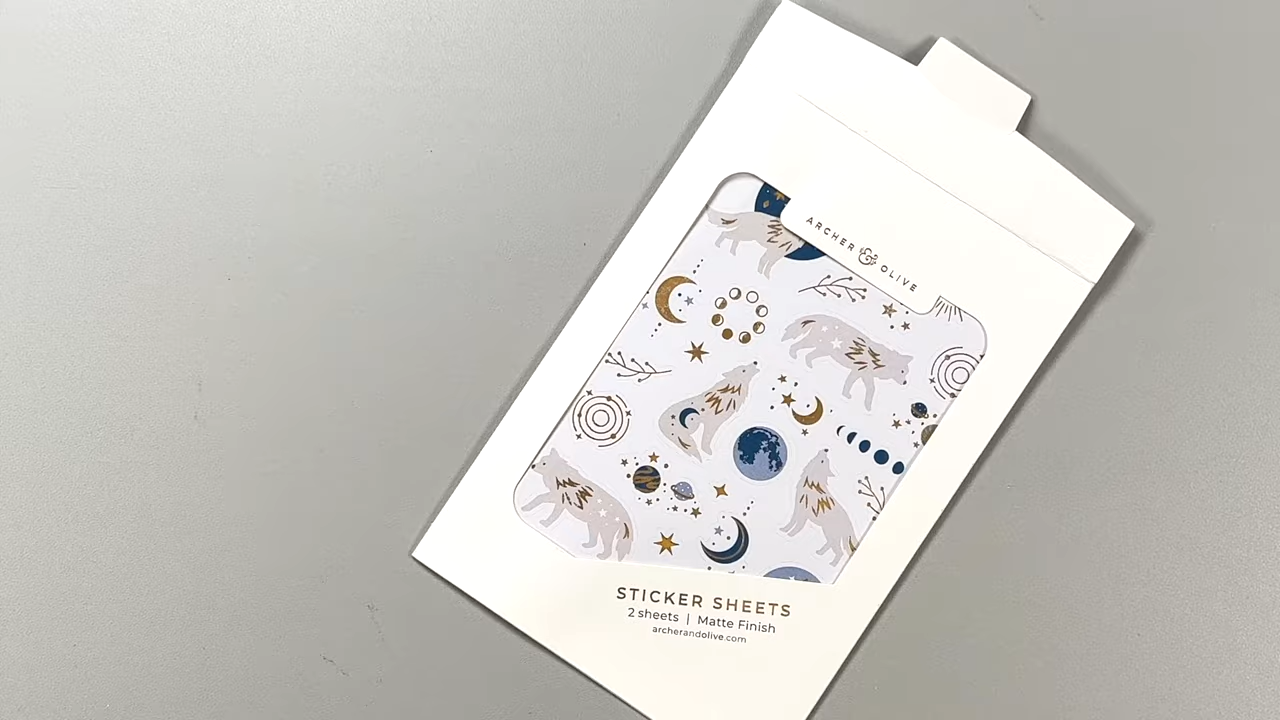 ARCHER & OLIVE
STICKER SHEETS
2 sheets | Matte Finish
archerandolive.com